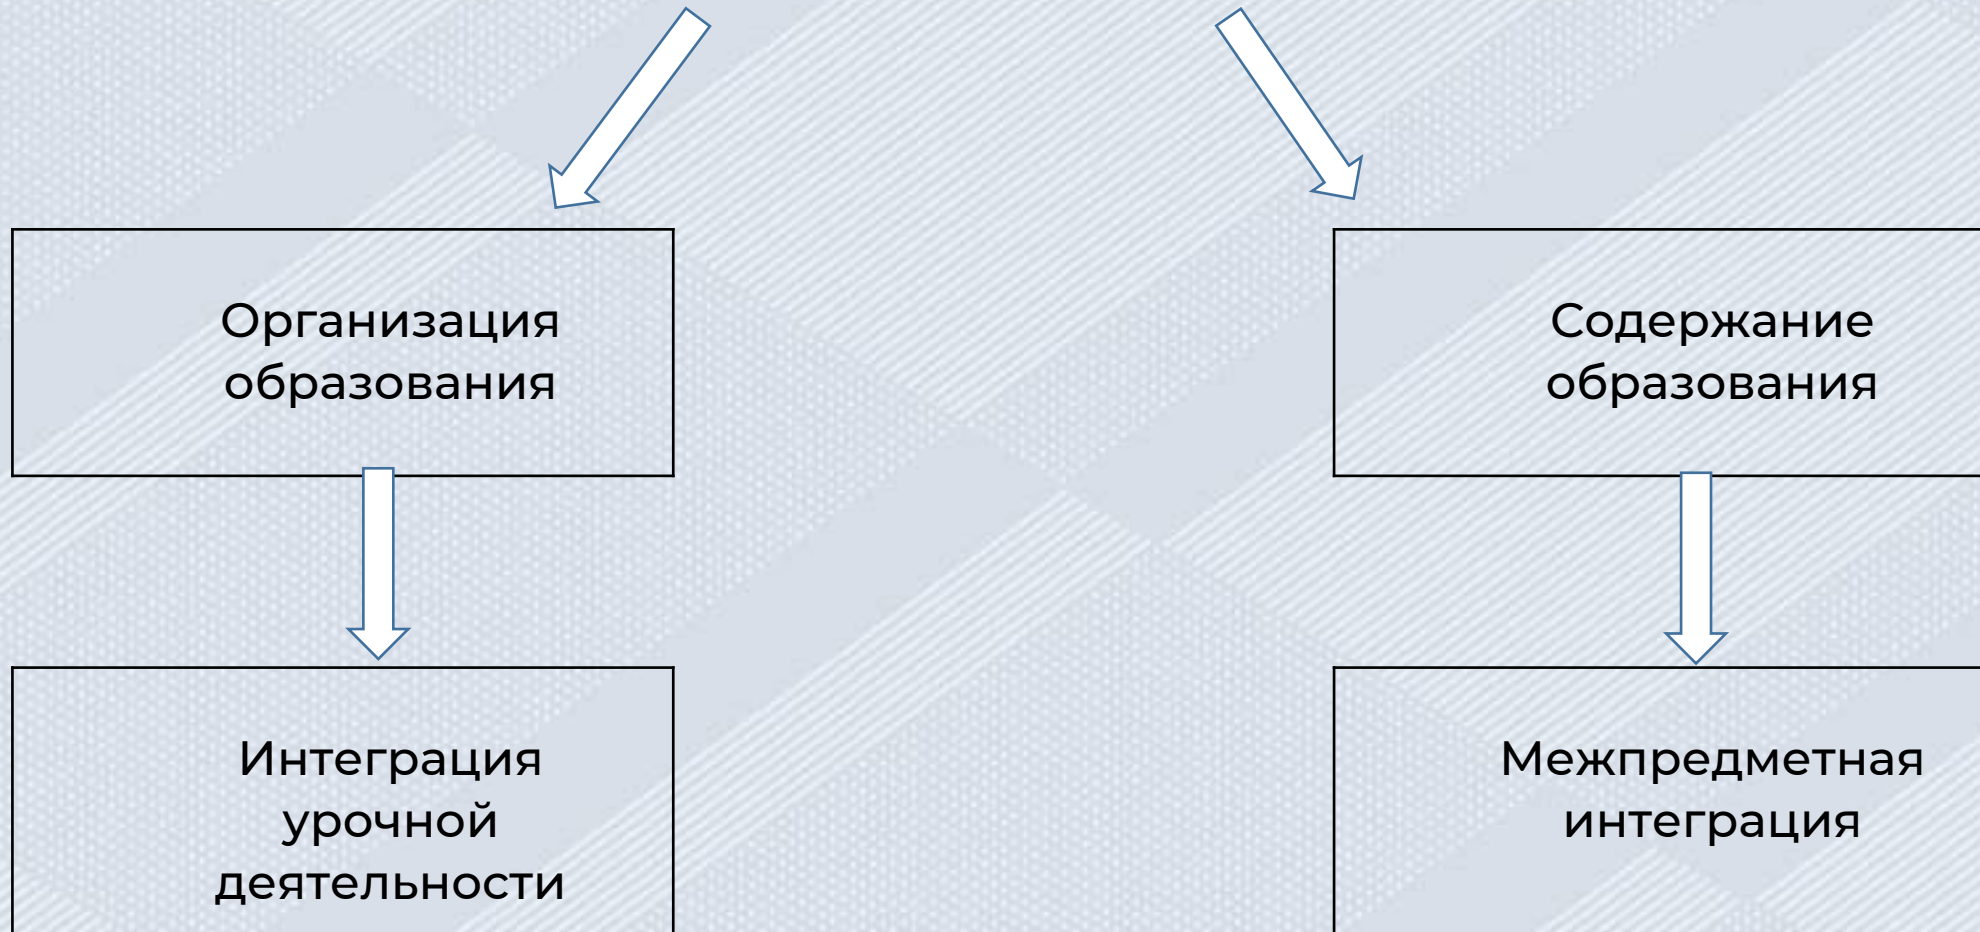 Организация
образования
Содержание
образования
Интеграция
урочной
деятельности
Межпредметная
интеграция